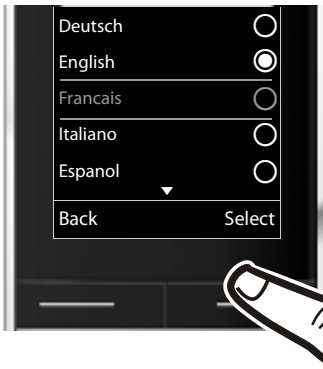 Deutsch
English
Francais
Italiano
Espanol
Back Select